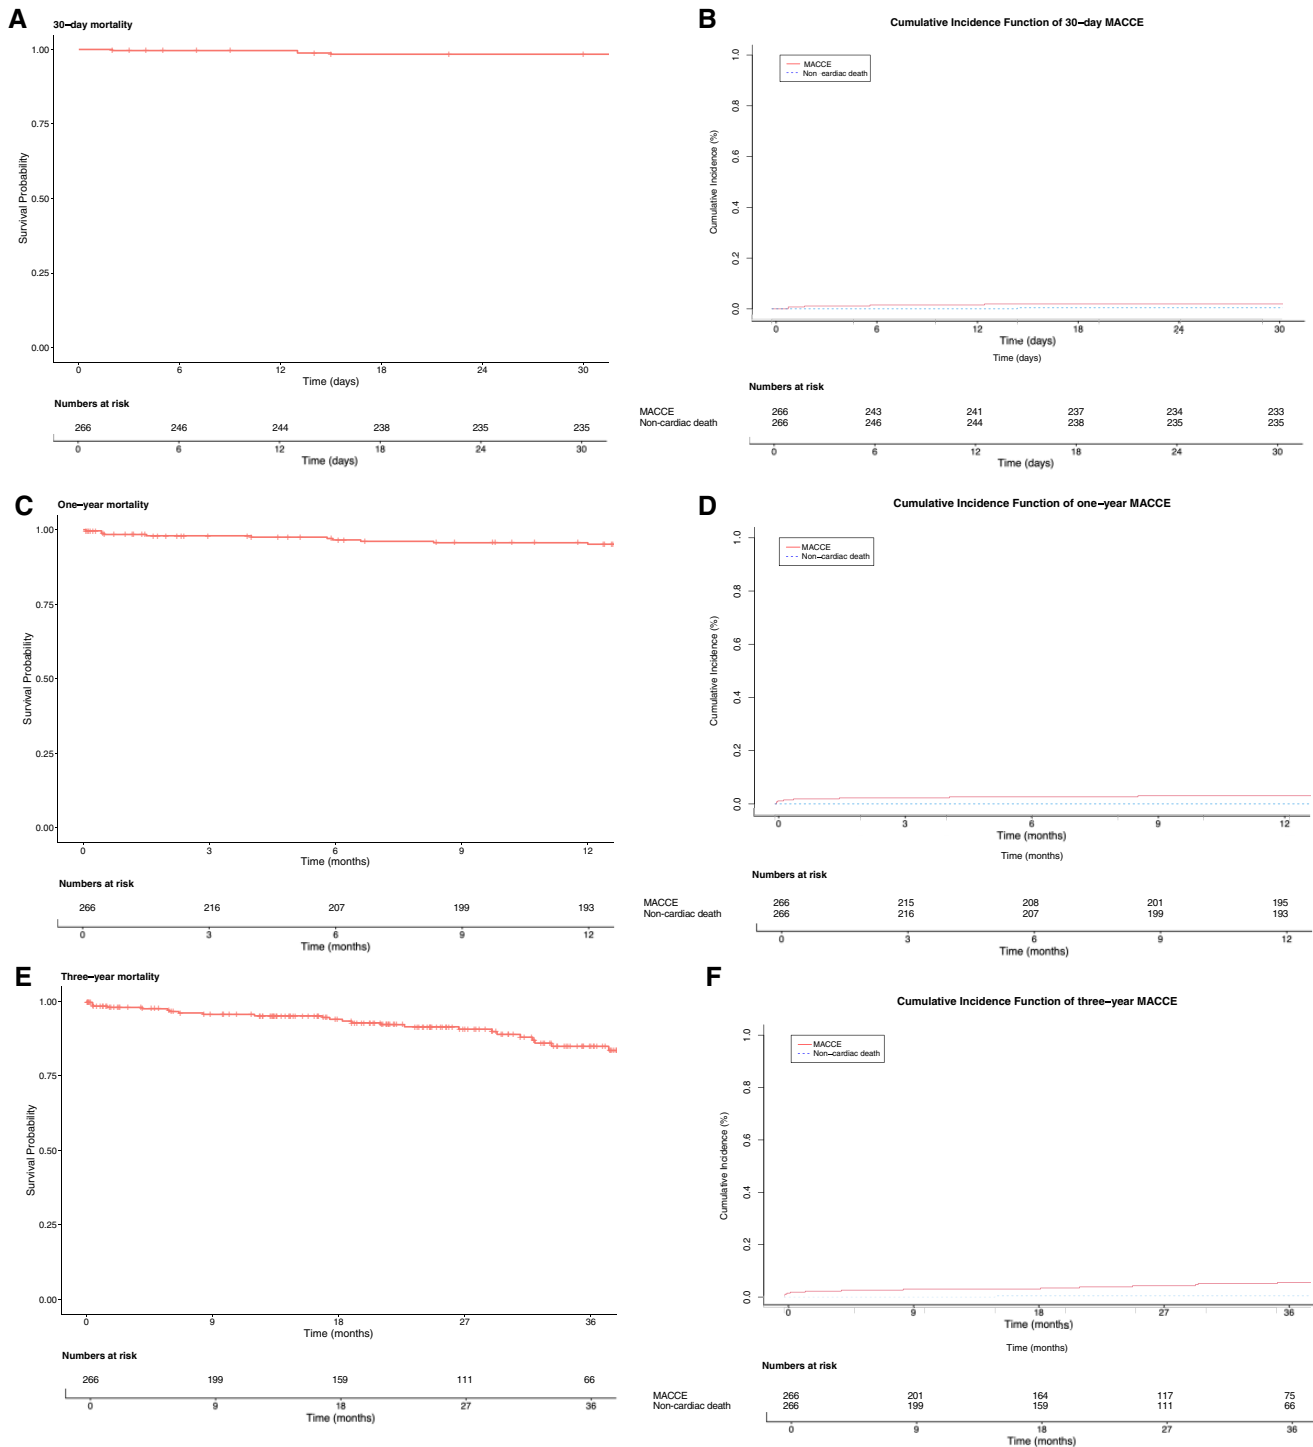 A
30-day mortality
1.00
0.75
0.50
0.25
0.00
Survival Probability
0 6 12 18 24 30
Time (days)
Numbers at risk
266 246 244 238 235 235
0 6 12 18 24 30
Time (days)
B
Cumulative Incidence Function of 30-day MACCE
MACCE
Non cardiac death
1.0
0.8
0.6
0.4
0.2
0.0
Cumulative Incidence (%)
0 6 12 18 24 30
Time (days)
Time (days)
Numbers at risk
MACCE 266 243 241 237 234 233
Non-cardiac death 266 246 244 238 235 235
0 6 12 18 24 30
Time (days)
C
One-year mortality
1.00
0.75
0.50
0.25
0.00
Survival Probability
0 3 6 9 12
Time (months)
Numbers at risk
266 216 207 199 193
0 3 6 9 12
Time (months)
D
Cumulative Incidence Function of one-year MACCE
MACCE
Non-cardiac death
1.0
0.8
0.6
0.4
0.2
0.0
Cumulative Incidence (%)
0 3 6 9 12
Time (months)
Time (months)
Numbers at risk
MACCE 266 215 208 201 195
Non-cardiac death 266 216 207 199 193
0 3 6 9 12
Time (months)
E
Three-year mortality
1.00
0.75
0.50
0.25
0.00
Survival Probability
0 9 18 27 36
Time (months)
Numbers at risk
266 199 159 111 66
0 9 18 27 36
Time (months)
F
Cumulative Incidence Function of three-year MACCE
MACCE
Non-cardiac death
1.0
0.8
0.6
0.4
0.2
0.0
Cumulative Incidence (%)
0 9 18 27 36
Time (months)
Time (months)
Numbers at risk
MACCE 266 201 164 117 75
Non-cardiac death 266 199 159 111 66
0 9 18 27 36
Time (months)